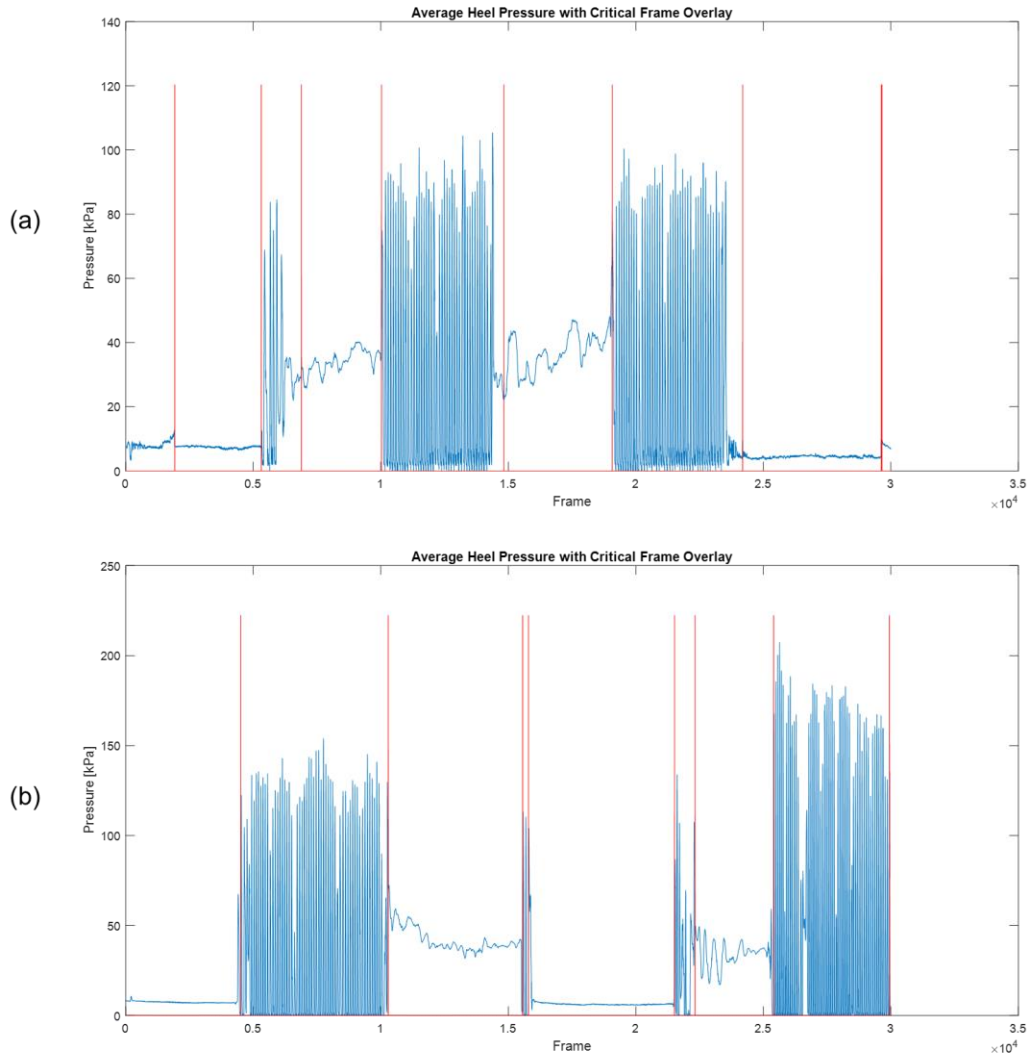 Average Heel Pressure with Critical Frame Overlay
140
120
100
(a)
80
Pressure [kPa]
60
40
20
0
0 0.5 1 1.5 2 2.5 3 3.5
Frame
×10⁴
Average Heel Pressure with Critical Frame Overlay
250
200
150
(b)
Pressure [kPa]
100
50
0
0 0.5 1 1.5 2 2.5 3 3.5
Frame
×10⁴